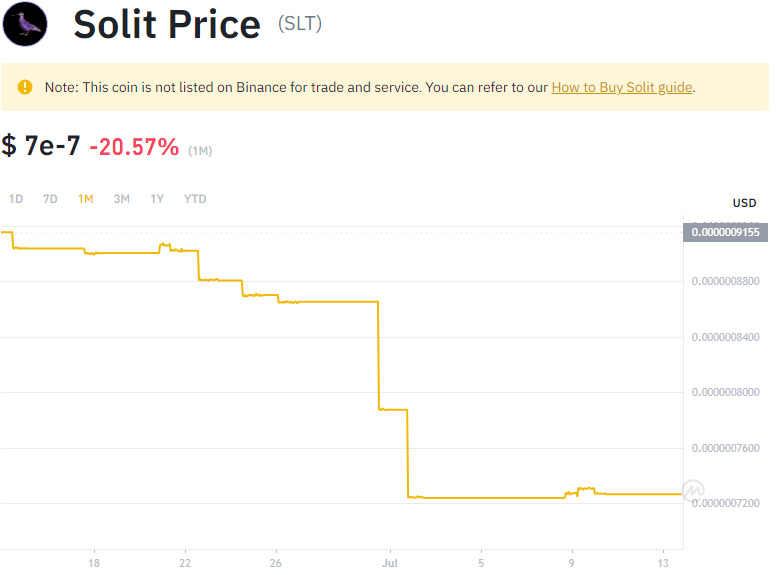 Solit Price (SLT)
Note: This coin is not listed on Binance for trade and service. You can refer to our How to Buy Solit guide.
$ 7e-7 -20.57% (1M)
1D 7D 1M 3M 1Y YTD
USD
0.0000009155
0.0000008800
0.0000008400
0.0000008000
0.0000007600
0.0000007200
18 22 26 Jul 5 9 13